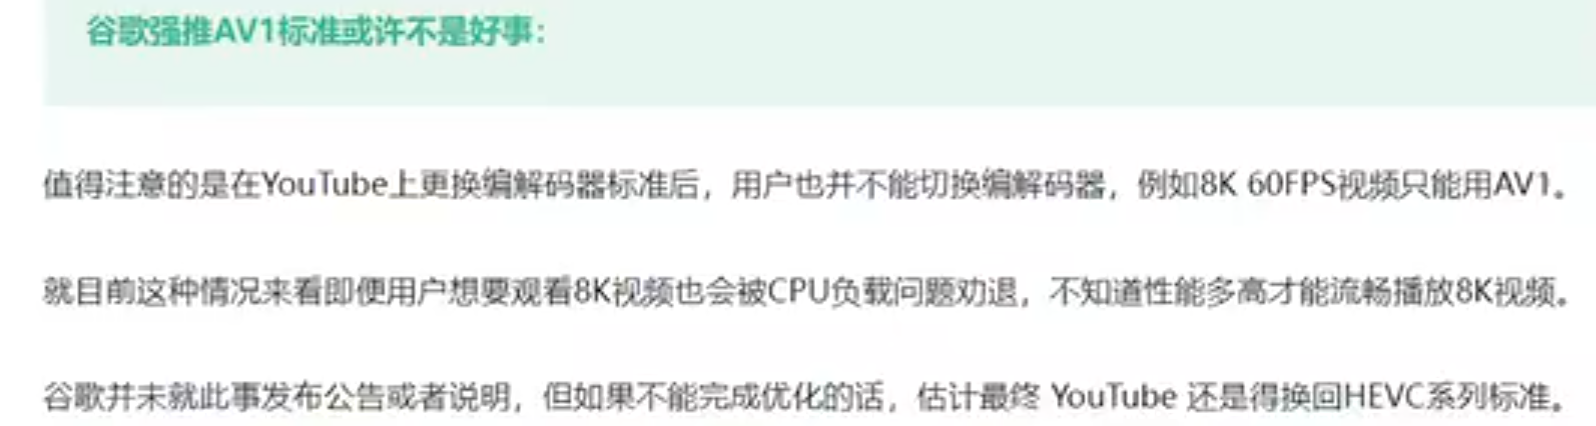 谷歌强推AV1标准或许不是好事：
值得注意的是在YouTube上更换编解码器标准后，用户也并不能切换编解码器，例如8K 60FPS视频只能用AV1。
就目前这种情况来看即便用户想要观看8K视频也会被CPU负载问题劝退，不知道性能多高才能流畅播放8K视频。
谷歌并未就此事发布公告或者说明，但如果不能完成优化的话，估计最终 YouTube 还是得换回HEVC系列标准。